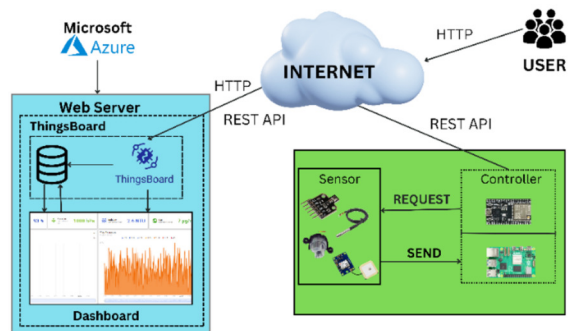 Microsoft
Azure
HTTP
USER
INTERNET
HTTP
REST API
REST API
Web Server
ThingsBoard
ThingsBoard
Dashboard
Sensor
Controller
REQUEST
SEND